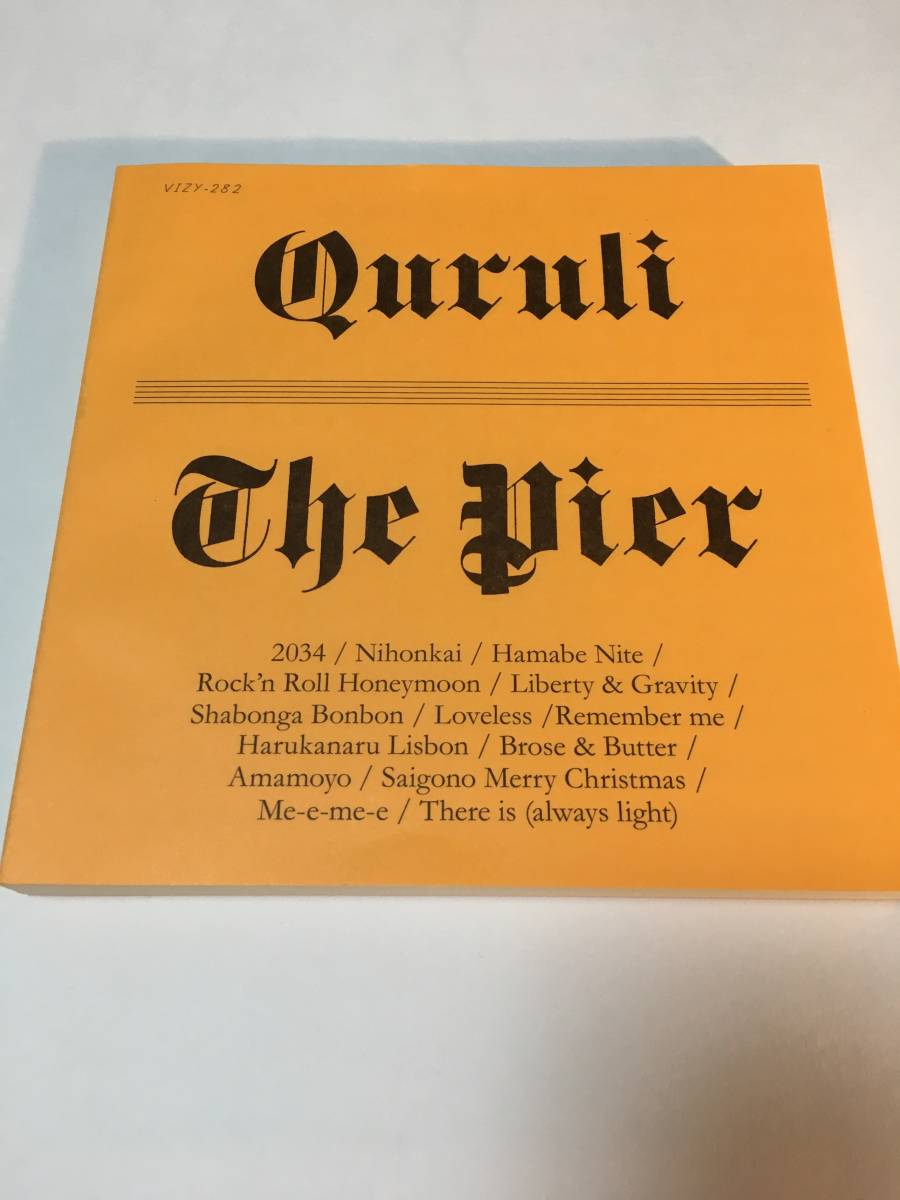 VIZY-282
Quruli
The Pier
2034 / Nihonkai / Hamabe Nite /
Rock'n Roll Honeymoon / Liberty & Gravity /
Shabonga Bonbon / Loveless /Remember me /
Harukanaru Lisbon / Brose & Butter /
Amamoyo / Saigono Merry Christmas /
Me-e-me-e / There is (always light)